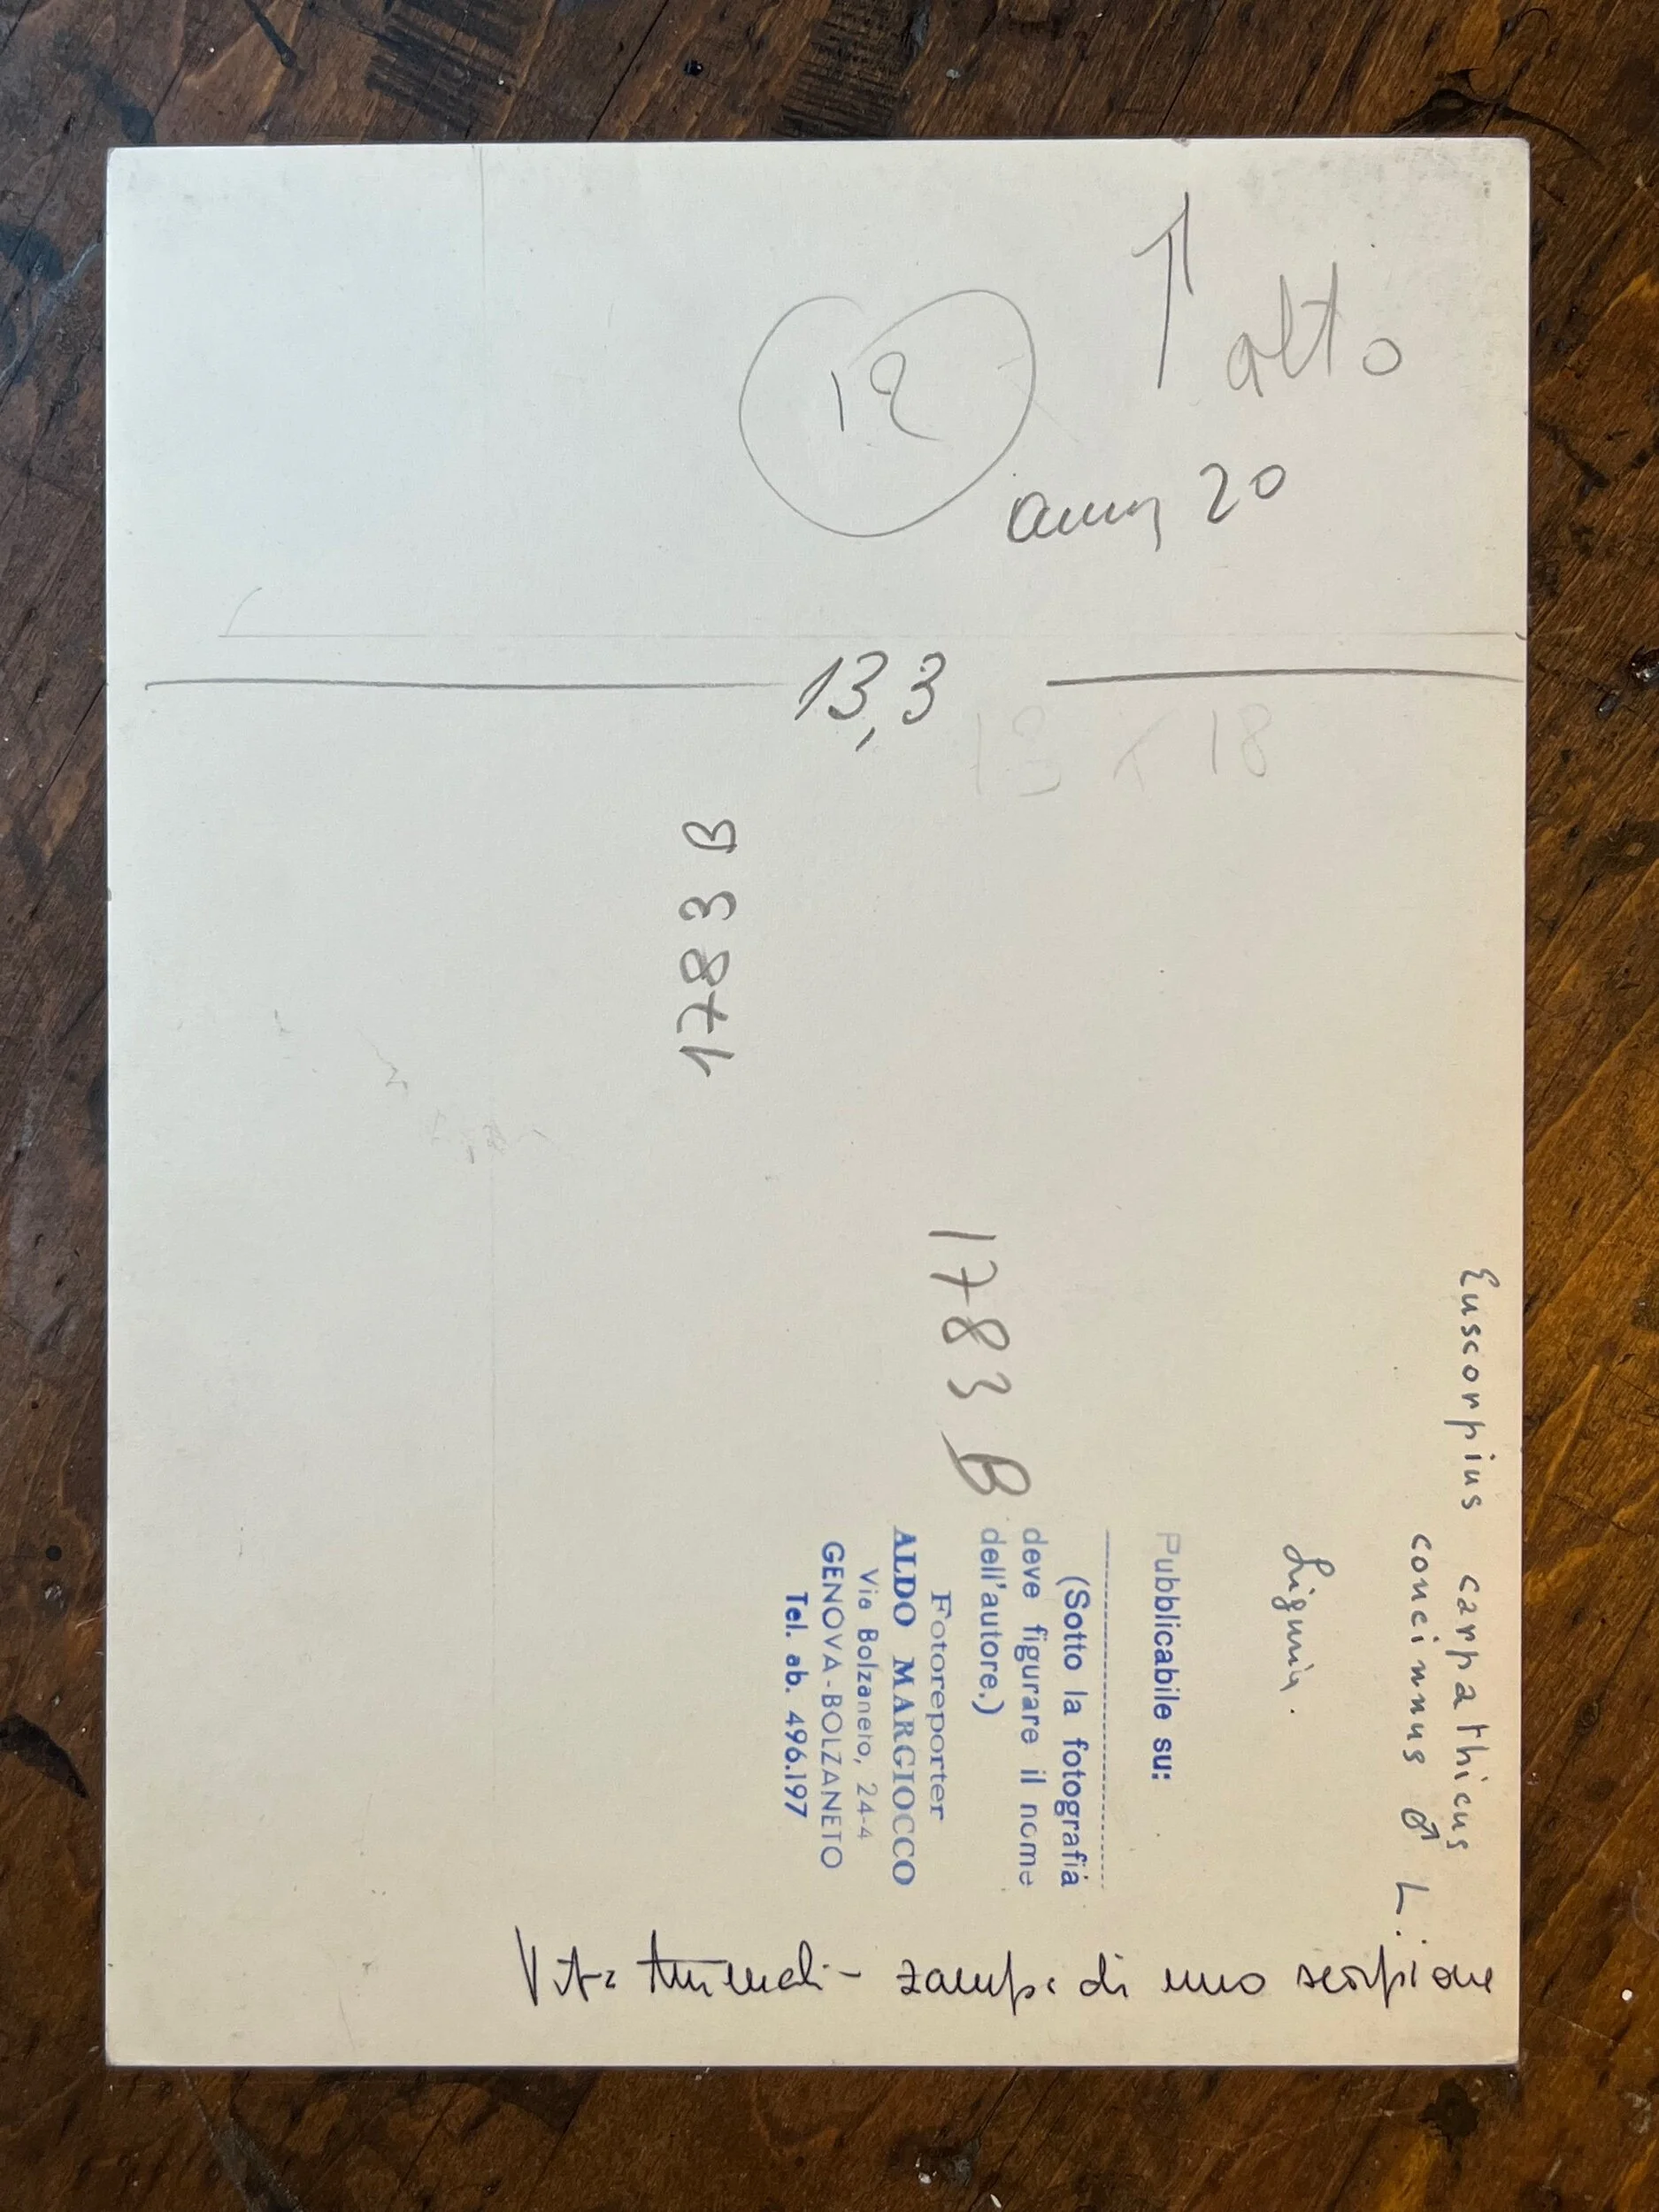 ↑ alto
12
anny 20
13,3
13 x 18
1783 B
1783 B
Euscorpius carpathicus
concinnus ♂ L.
Liguria.
Pubblicabile su:
(Sotto la fotografia
deve figurare il nome
dell'autore.)
Fotoreporter
ALDO MARGIOCCO
Via Bolzaneto, 24-4
GENOVA-BOLZANETO
Tel. ab. 496.197
Vita Animali - zampe di uno scorpione